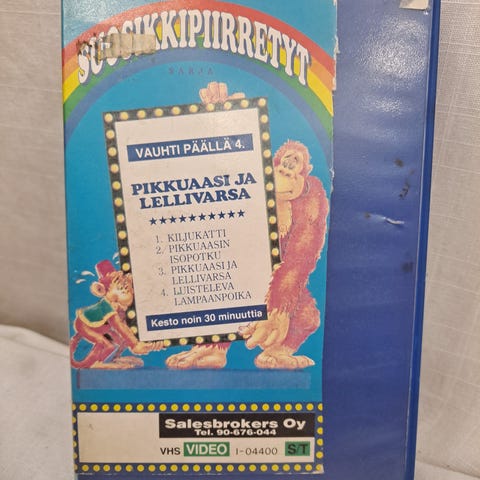 SUOSIKKIPIIRRETYT
SARJA
VAUHTI PÄÄLLÄ 4.
PIKKUAASI JA
LELLIVARSA
★★★★★★★★★★★
1. KILJUKATTI
2. PIKKUAASIN
ISOPOTKU
3. PIKKUAASI JA
LELLIVARSA
4. LUISTELEVA
LAMPAANPOIKA
Kesto noin 30 minuuttia
Salesbrokers Oy
Tel. 90-676-044
VHS VIDEO I-04400 S/T